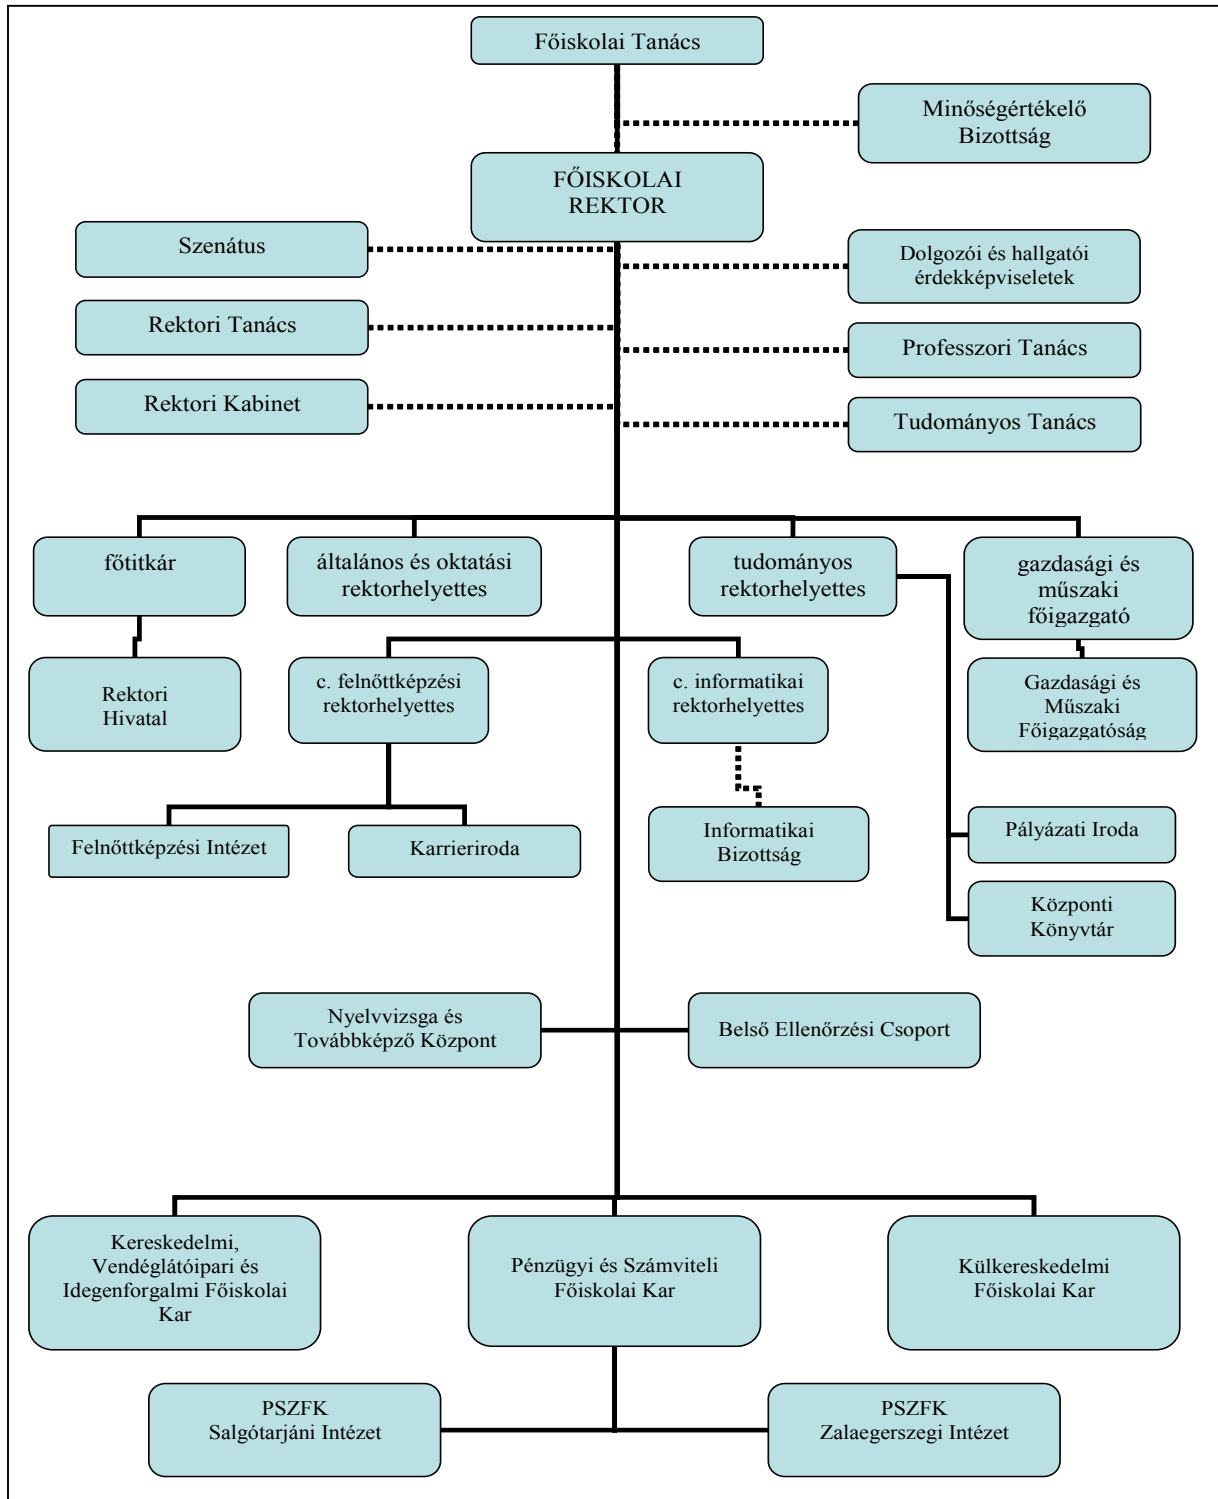 Főiskolai Tanács
Minőségértékelő
Bizottság
FŐISKOLAI
REKTOR
Szenátus
Dolgozói és hallgatói
érdekképviseletek
Rektori Tanács
Professzori Tanács
Rektori Kabinet
Tudományos Tanács
főtitkár
általános és oktatási
rektorhelyettes
tudományos
rektorhelyettes
gazdasági és
műszaki
főigazgató
Rektori
Hivatal
c. felnőttképzési
rektorhelyettes
c. informatikai
rektorhelyettes
Gazdasági és
Műszaki
Főigazgatóság
Felnőttképzési Intézet
Karrieriroda
Informatikai
Bizottság
Pályázati Iroda
Központi
Könyvtár
Nyelvvizsga és
Továbbképző Központ
Belső Ellenőrzési Csoport
Kereskedelmi,
Vendéglátóipari és
Idegenforgalmi Főiskolai
Kar
Pénzügyi és Számviteli
Főiskolai Kar
Külkereskedelmi
Főiskolai Kar
PSZFK
Salgótarjáni Intézet
PSZFK
Zalaegerszegi Intézet